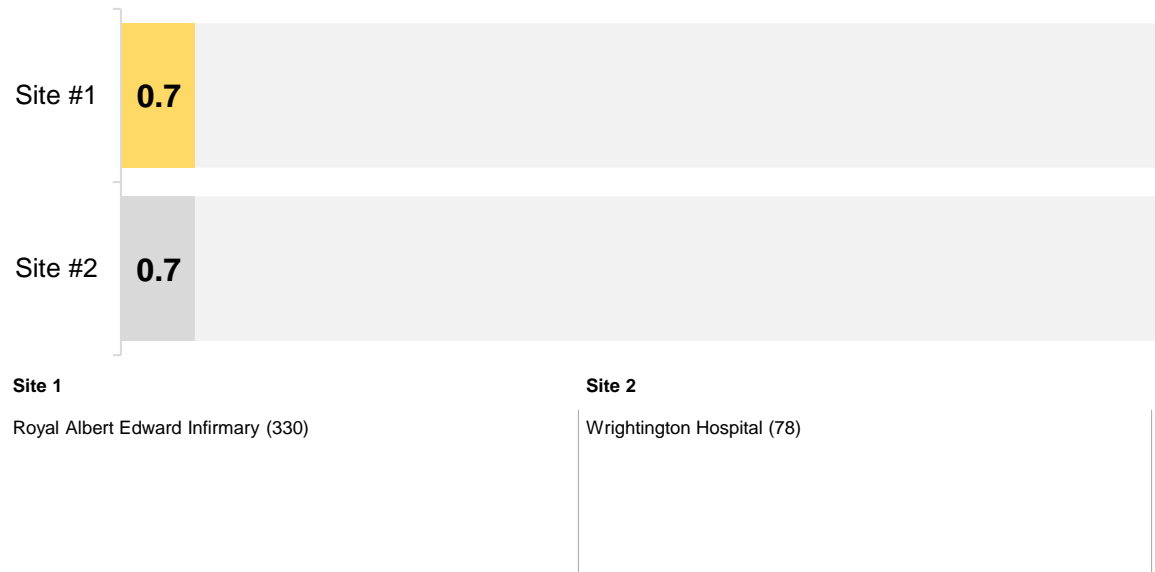 Site #1
0.7
Site #2
0.7
Site 1
Site 2
Royal Albert Edward Infirmary (330)
Wrightington Hospital (78)